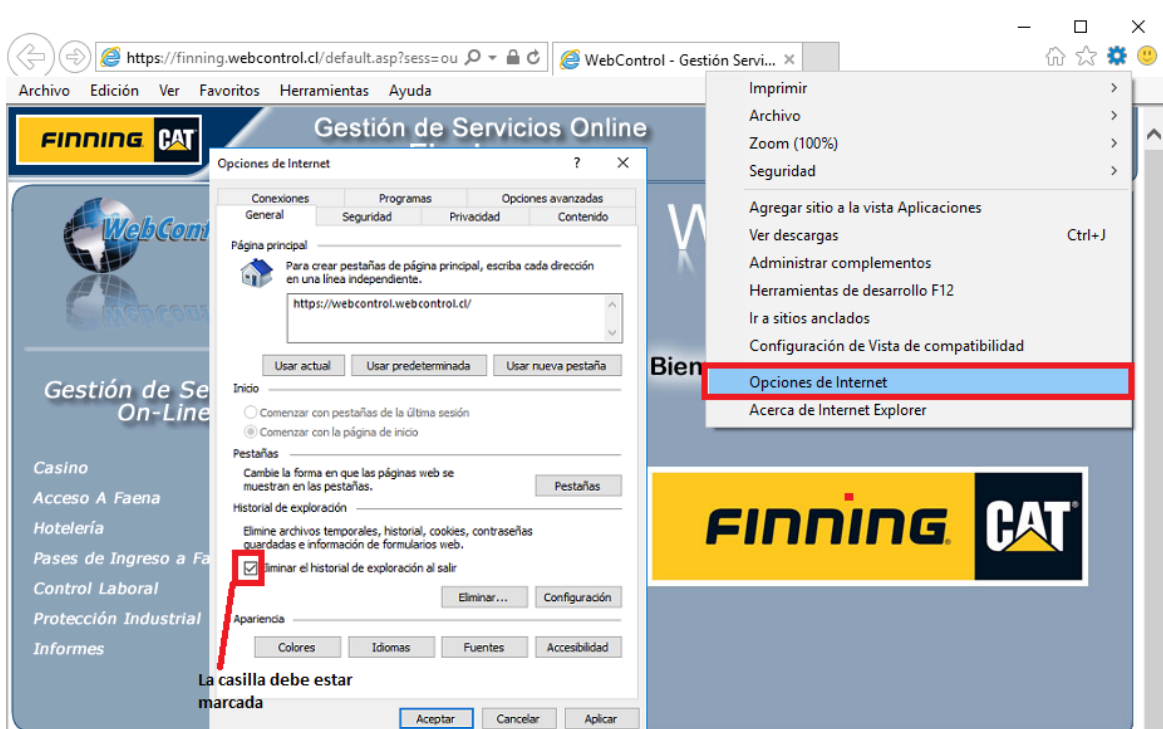 https://finning.webcontrol.cl/default.asp?sess=ou
WebControl - Gestión Servi...
Archivo Edición Ver Favoritos Herramientas Ayuda
FINNING CAT
Gestión de Servicios Online
WebCont
Gestión de Se
On-Line
Casino
Acceso A Faena
Hotelería
Pases de Ingreso a Fa
Control Laboral
Protección Industrial
Informes
Opciones de Internet ?
Conexiones Programas Opciones avanzadas
General Seguridad Privacidad Contenido
Página principal
Para crear pestañas de página principal, escriba cada dirección
en una línea independiente.
https://webcontrol.webcontrol.cl/
Usar actual Usar predeterminada Usar nueva pestaña
Inicio
Comenzar con pestañas de la última sesión
Comenzar con la página de inicio
Pestañas
Cambie la forma en que las páginas web se
muestran en las pestañas.
Pestañas
Historial de exploración
Elimine archivos temporales, historial, cookies, contraseñas
guardadas e información de formularios web.
Eliminar el historial de exploración al salir
Eliminar... Configuración
Apariencia
Colores Idiomas Fuentes Accesibilidad
La casilla debe estar
marcada
Aceptar Cancelar Aplicar
Imprimir
Archivo
Zoom (100%)
Seguridad
Agregar sitio a la vista Aplicaciones
Ver descargas Ctrl+J
Administrar complementos
Herramientas de desarrollo F12
Ir a sitios anclados
Configuración de Vista de compatibilidad
Opciones de Internet
Acerca de Internet Explorer
W
Bien
FINNING. CAT